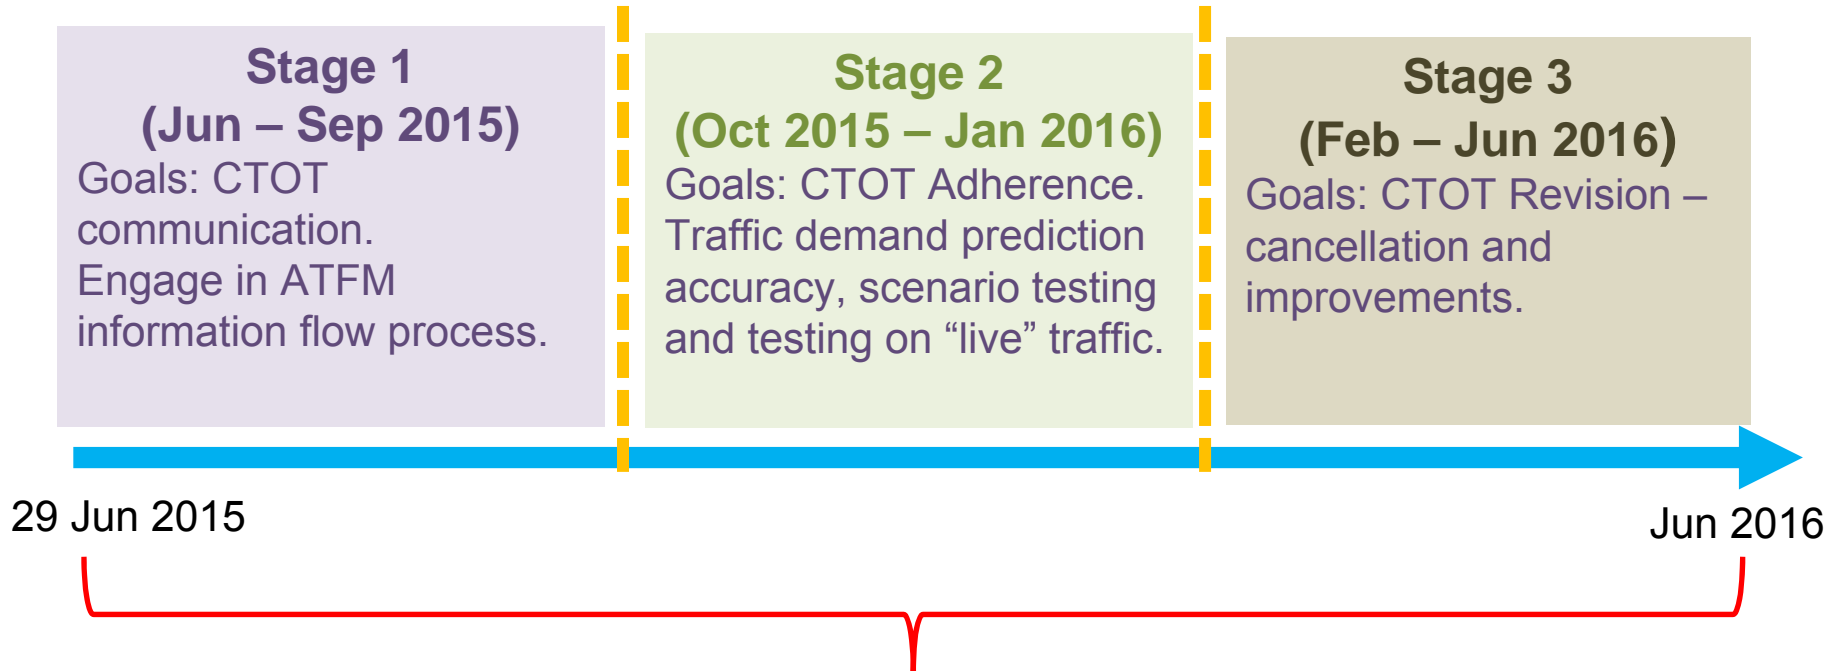 Stage 1
(Jun – Sep 2015)
Goals: CTOT
communication.
Engage in ATFM
information flow process.
Stage 2
(Oct 2015 – Jan 2016)
Goals: CTOT Adherence.
Traffic demand prediction
accuracy, scenario testing
and testing on “live” traffic.
Stage 3
(Feb – Jun 2016)
Goals: CTOT Revision –
cancellation and
improvements.
29 Jun 2015
Jun 2016